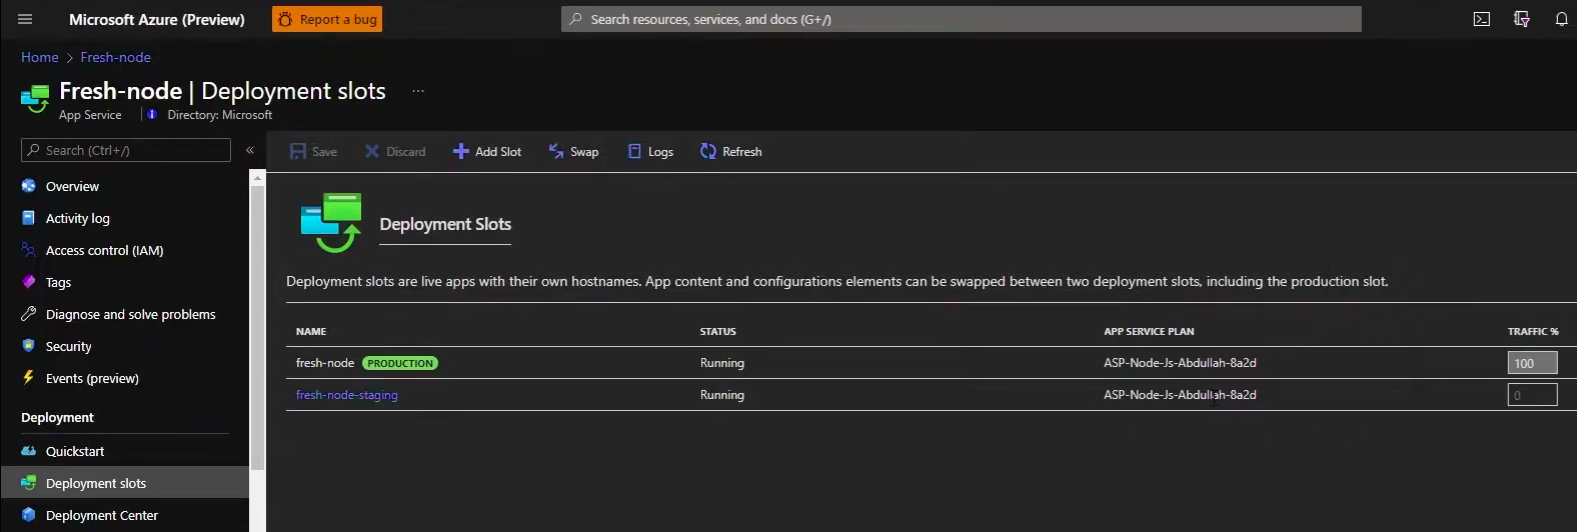 Microsoft Azure (Preview) Report a bug Search resources, services, and docs (G+/)
Home > Fresh-node
Fresh-node | Deployment slots ...
App Service | Directory: Microsoft
Search (Ctrl+/) «
Save Discard Add Slot Swap Logs Refresh
Overview
Activity log
Access control (IAM)
Tags
Diagnose and solve problems
Security
Events (preview)
Deployment
Quickstart
Deployment slots
Deployment Center
Deployment Slots
Deployment slots are live apps with their own hostnames. App content and configurations elements can be swapped between two deployment slots, including the production slot.
NAME STATUS APP SERVICE PLAN TRAFFIC %
fresh-node PRODUCTION Running ASP-Node-Js-Abdullah-8a2d 100
fresh-node-staging Running ASP-Node-Js-Abdullah-8a2d 0